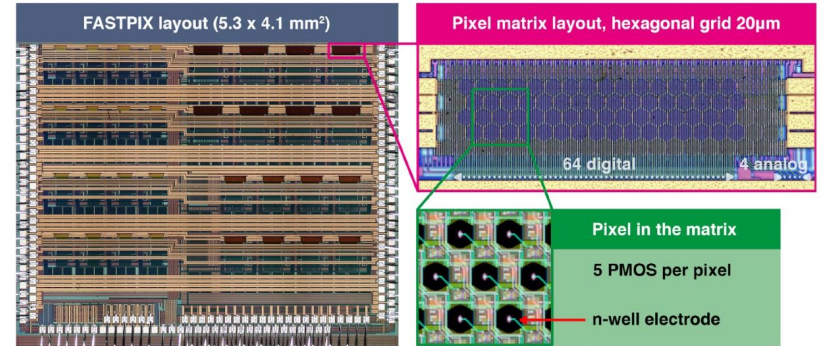 FASTPIX layout (5.3 x 4.1 mm²)
Pixel matrix layout, hexagonal grid 20μm
64 digital
4 analog
Pixel in the matrix
5 PMOS per pixel
n-well electrode